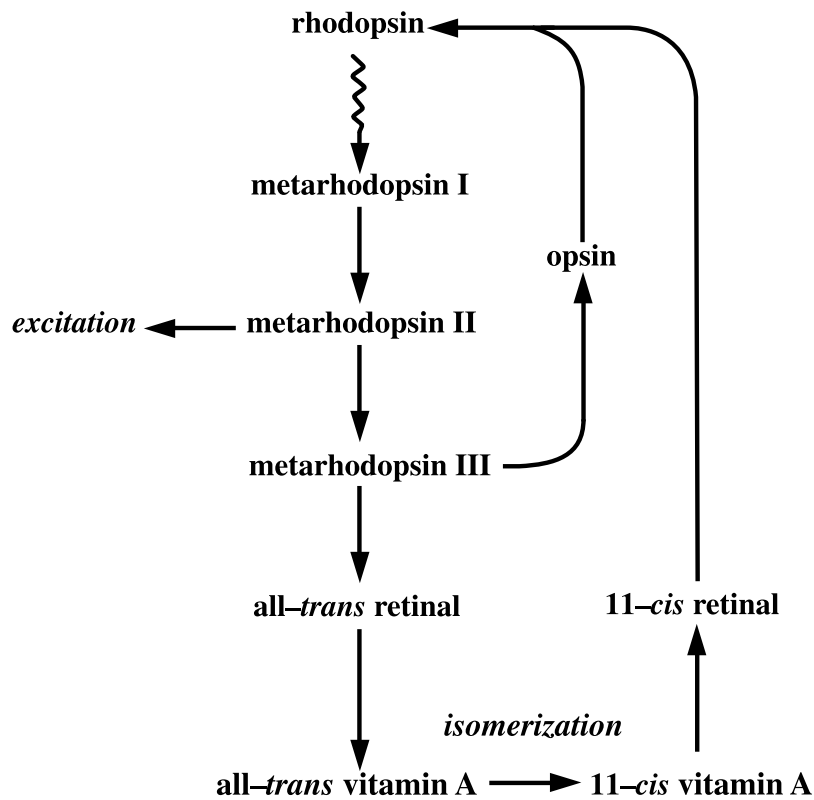 rhodopsin
metarhodopsin I
opsin
excitation
metarhodopsin II
metarhodopsin III
all–trans retinal
11–cis retinal
isomerization
all–trans vitamin A
11–cis vitamin A